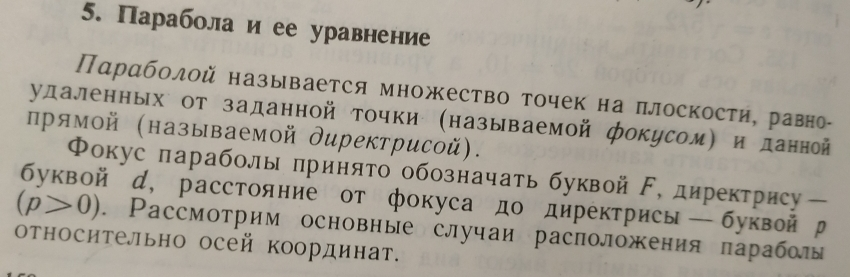 5. Парабола и ее уравнение
Параболой называется множество точек на плоскости, равно-
удаленных от заданной точки (называемой фокусом) и данной
прямой (называемой директрисой).
Фокус параболы принято обозначать буквой F, директрису —
буквой d, расстояние от фокуса до директрисы — буквой p
(p>0). Рассмотрим основные случаи расположения параболы
относительно осей координат.